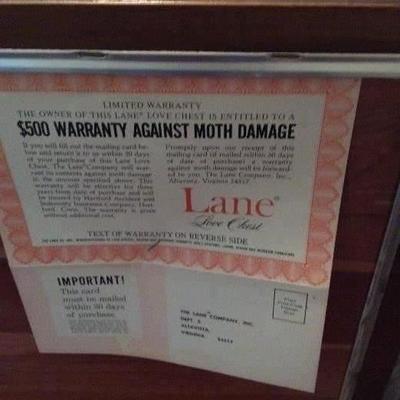 LIMITED WARRANTY
THE OWNER OF THIS LANE® LOVE CHEST IS ENTITLED TO A
$500 WARRANTY AGAINST MOTH DAMAGE
If you will fill out the mailing card be-
low and return it to us within 30 days
of your purchase of this Lane Love
Chest, The Lane Company will war-
rant its contents against moth damage
in the amount specified above. This
warranty will be effective for three
years from date of purchase and will
be insured by Hartford Accident and
Indemnity Insurance Company, Hart-
ford, Conn. The warranty is given
without additional cost.
Promptly upon our receipt of this
mailing card (if mailed within 30 days
of date of purchase) a warranty
against moth damage will be forward-
ed to you. The Lane Company, Inc.,
Altavista, Virginia 24517
Lane®
Love Chest
TEXT OF WARRANTY ON REVERSE SIDE
IMPORTANT!
This card
must be mailed
within 30 days
of purchase.
THE LANE COMPANY, INC.
DEPT.
ALTAVISTA,
VIRGINIA 24517